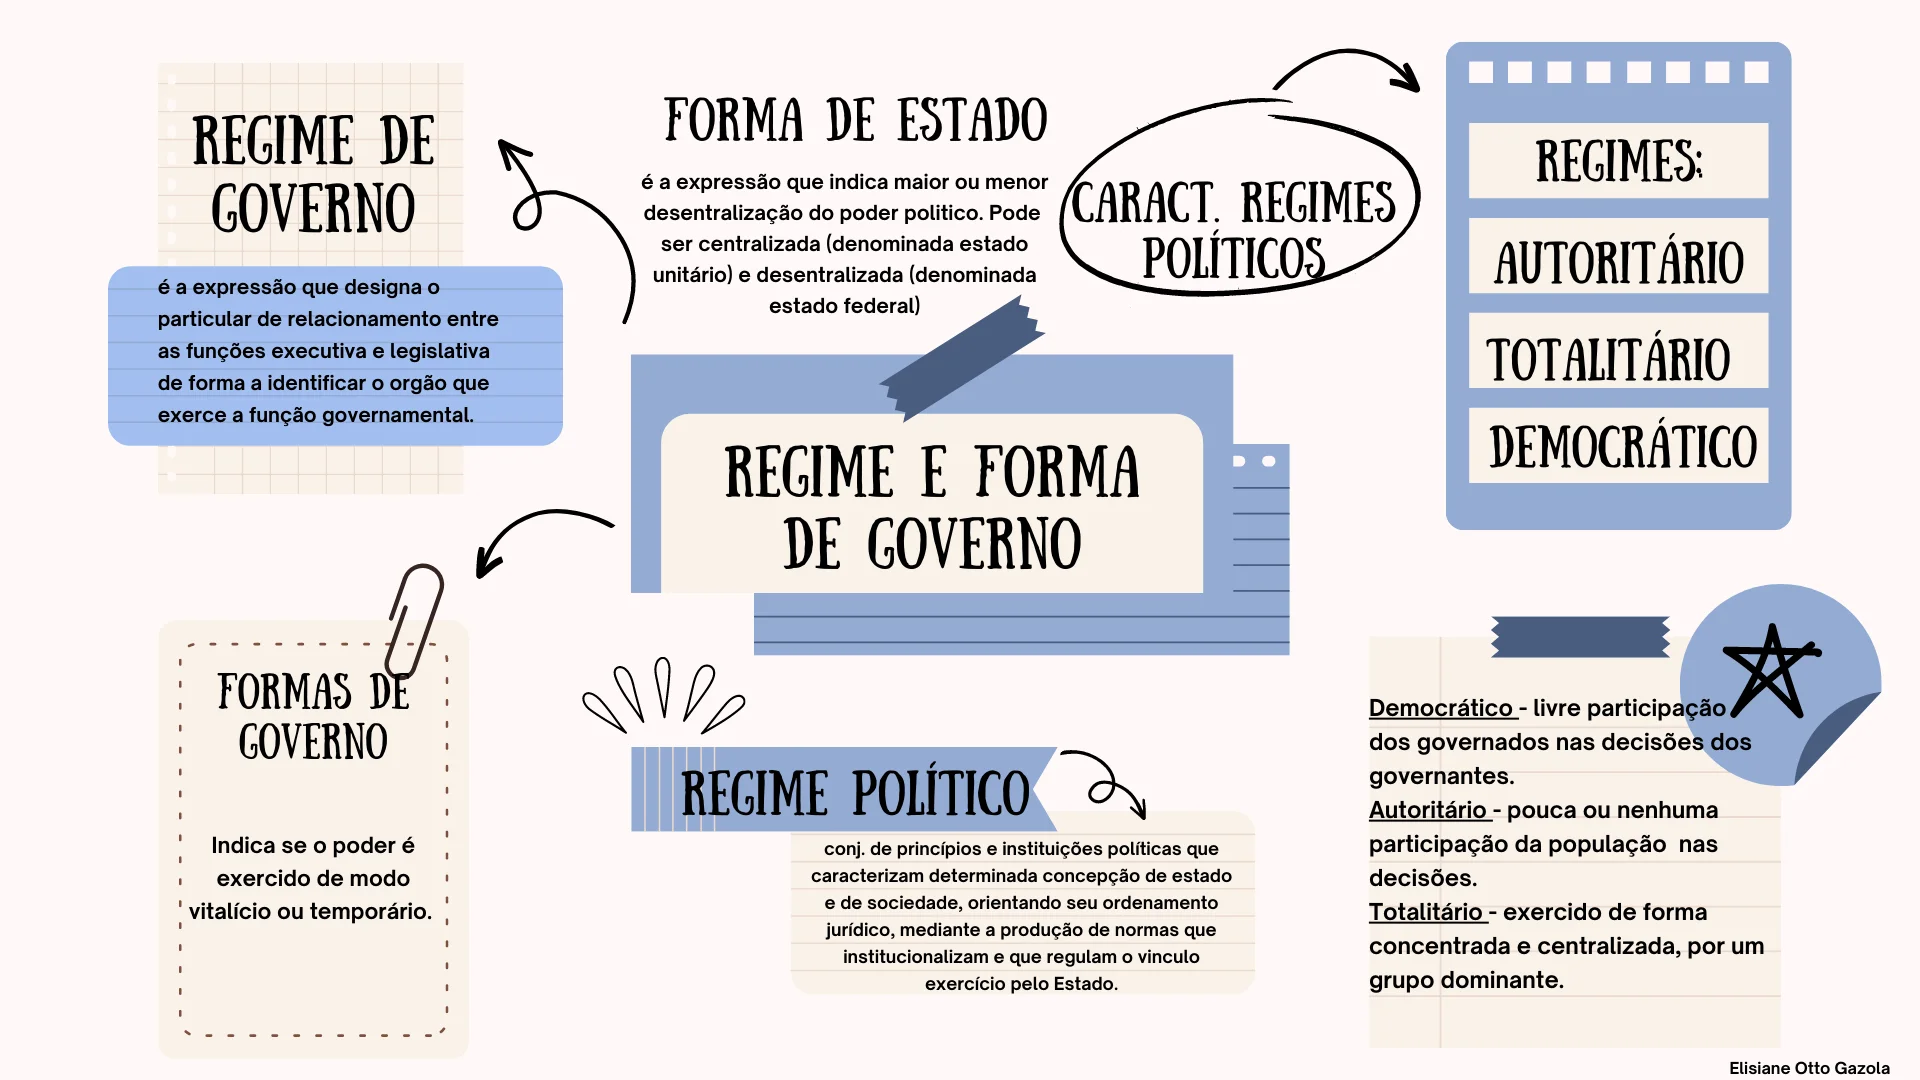 REGIME DE
GOVERNO
é a expressão que designa o
particular de relacionamento entre
as funções executiva e legislativa
de forma a identificar o orgão que
exerce a função governamental.
FORMA DE ESTADO
é a expressão que indica maior ou menor
desentralização do poder politico. Pode
ser centralizada (denominada estado
unitário) e desentralizada (denominada
estado federal)
CARACT. REGIMES
POLÍTICOS
REGIMES:
AUTORITÁRIO
TOTALITÁRIO
DEMOCRÁTICO
REGIME E FORMA
DE GOVERNO
FORMAS DE
GOVERNO
Indica se o poder é
exercido de modo
vitalício ou temporário.
REGIME POLÍTICO
conj. de princípios e instituições políticas que
caracterizam determinada concepção de estado
e de sociedade, orientando seu ordenamento
jurídico, mediante a produção de normas que
institucionalizam e que regulam o vinculo
exercício pelo Estado.
Democrático - livre participação
dos governados nas decisões dos
governantes.
Autoritário - pouca ou nenhuma
participação da população  nas
decisões.
Totalitário - exercido de forma
concentrada e centralizada, por um
grupo dominante.
Elisiane Otto Gazola